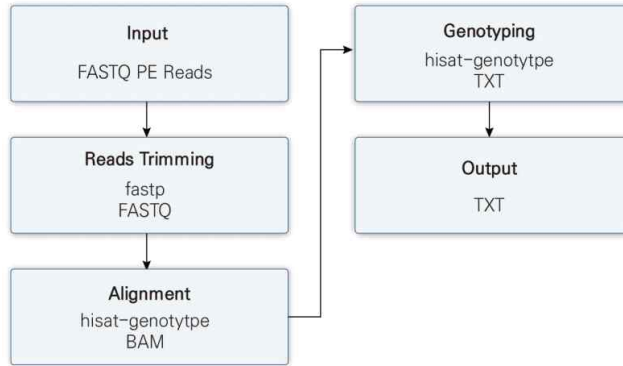 Input
FASTQ PE Reads
Reads Trimming
fastp
FASTQ
Alignment
hisat-genotytpe
BAM
Genotyping
hisat-genotytpe
TXT
Output
TXT